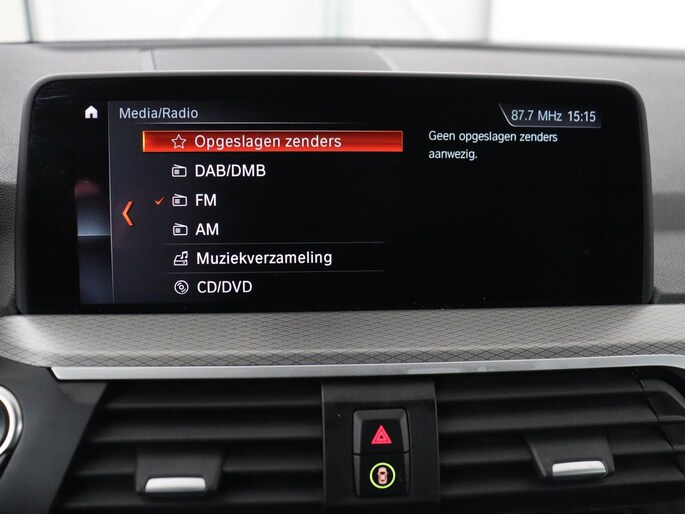 Media/Radio
87.7 MHz 15:15
Opgeslagen zenders
DAB/DMB
FM
AM
Muziekverzameling
CD/DVD
Geen opgeslagen zenders
aanwezig.